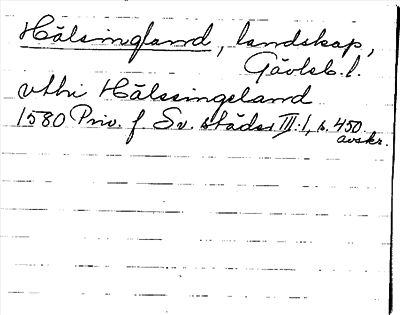 Hälsingland, landskap,
Gävleb. l.
vthi Hälssingeland
1580 Priv. f. Sv. städer III:1, s. 450
avskr.